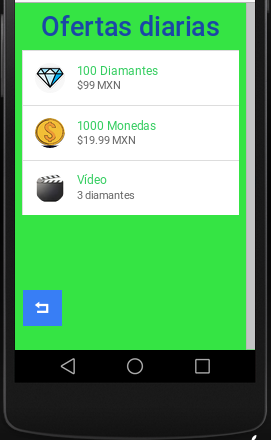 Ofertas diarias
100 Diamantes
$99 MXN
1000 Monedas
$19.99 MXN
Vídeo
3 diamantes